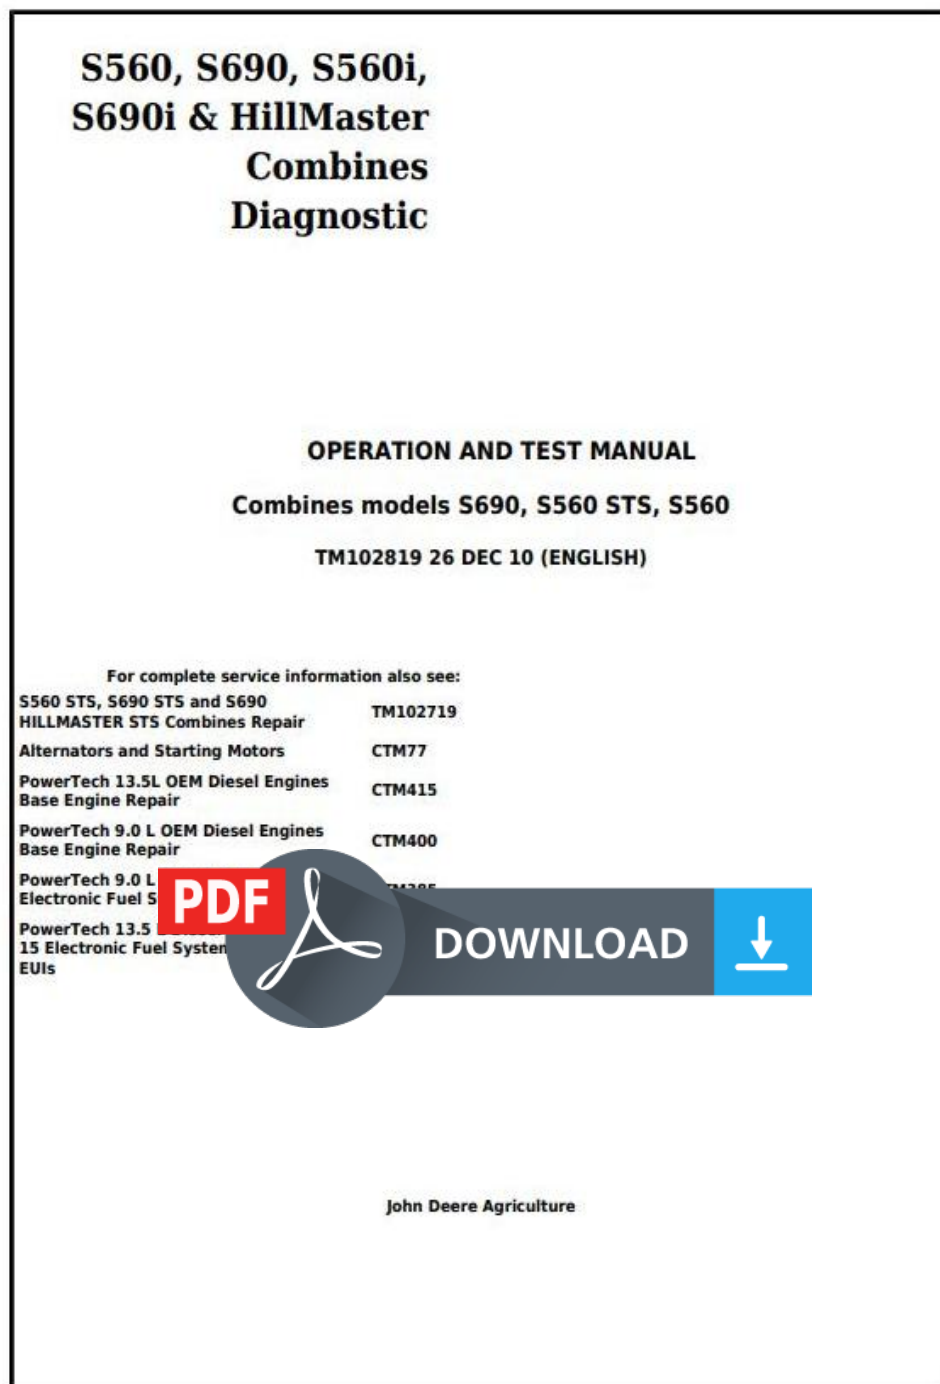 S560, S690, S560i,
S690i & HillMaster
Combines
Diagnostic
OPERATION AND TEST MANUAL
Combines models S690, S560 STS, S560
TM102819 26 DEC 10 (ENGLISH)
For complete service information also see:
S560 STS, S690 STS and S690
HILLMASTER STS Combines Repair
TM102719
Alternators and Starting Motors
CTM77
PowerTech 13.5L OEM Diesel Engines
Base Engine Repair
CTM415
PowerTech 9.0 L OEM Diesel Engines
Base Engine Repair
CTM400
PowerTech 9.0 L
Electronic Fuel
PowerTech 13.5
15 Electronic Fuel
EUIs
PDF
DOWNLOAD
John Deere Agriculture